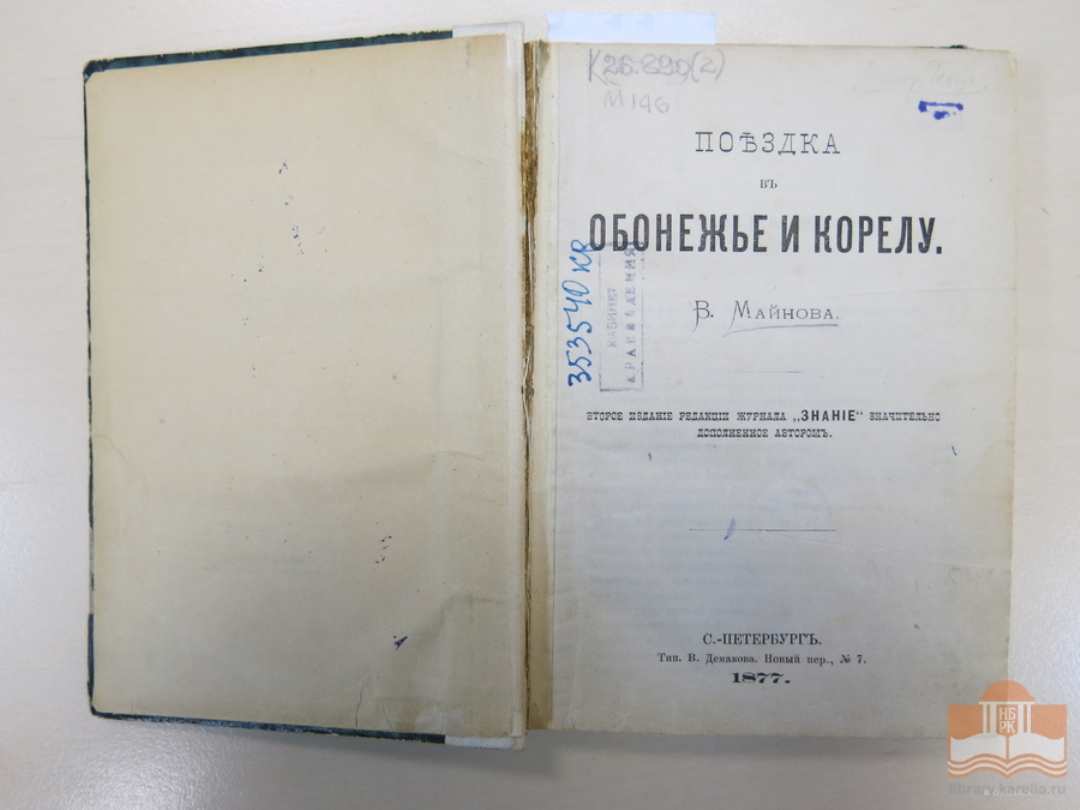 К26.890(2)
М146
ПОѢЗДКА
ВЪ
ОБОНЕЖЬЕ И КОРЕЛУ.
В. МАЙНОВА.
353540 кр
КАБИНЕТ
КРАЕВЕДЕНИЯ
ВТОРОЕ ИЗДАНІЕ РЕДАКЦІИ ЖУРНАЛА „ЗНАНІЕ“ ЗНАЧИТЕЛЬНО
ДОПОЛНЕННОЕ АВТОРОМЪ.
С.-ПЕТЕРБУРГЪ.
Тип. В. Демакова. Новый пер., № 7.
1877.
НБ
РК
library.karelia.ru